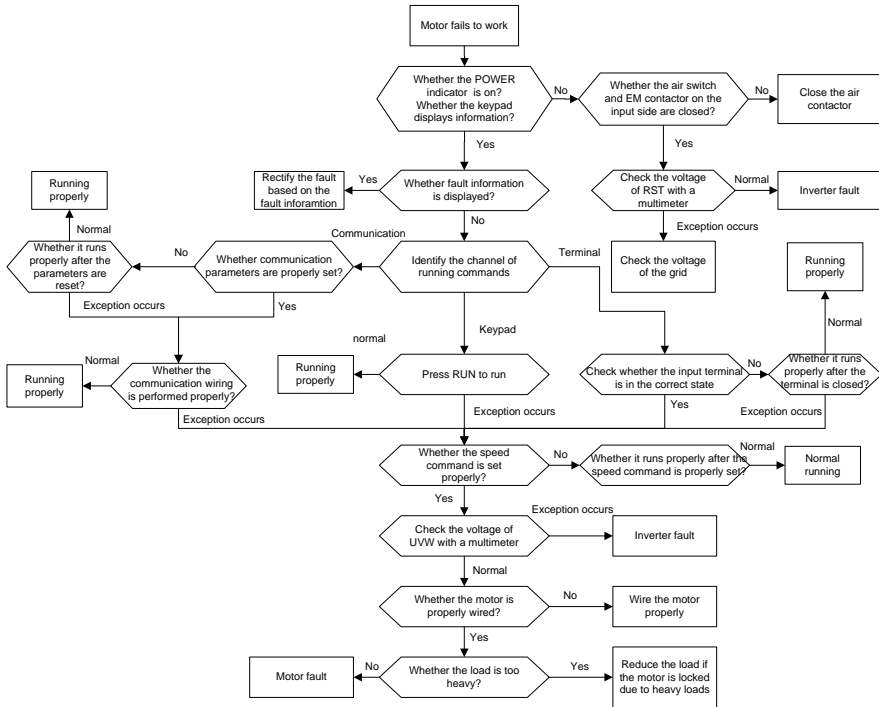 Motor fails to work
Whether the POWER
indicator is on?
Whether the keypad
displays information?
No
Whether the air switch
and EM contactor on the
input side are closed?
No
Close the air
contactor
Yes
Yes
Rectify the fault
based on the
fault inforamtion
Yes
Whether fault information
is displayed?
Check the voltage
of RST with a
multimeter
Normal
Inverter fault
Running
properly
Normal
No
Exception occurs
Communication
Terminal
Whether it runs
properly after the
parameters are
reset?
No
Whether communication
parameters are properly set?
Identify the channel of
running commands
Check the voltage
of the grid
Running
properly
Exception occurs
Yes
Keypad
Normal
normal
Running
properly
Normal
Whether the
communication wiring
is performed properly?
Running
properly
Press RUN to run
Check whether the input terminal
is in the correct state
No
Whether it runs
properly after the
terminal is closed?
Exception occurs
Exception occurs
Yes
Exception occurs
Whether the speed
command is set
properly?
No
Whether it runs properly after the
speed command is properly set?
Normal
Normal
running
Yes
Check the voltage of
UVW with a multimeter
Exception occurs
Inverter fault
Normal
Whether the motor is
properly wired?
No
Wire the motor
properly
Yes
Motor fault
No
Whether the load is too
heavy?
Yes
Reduce the load if
the motor is locked
due to heavy loads